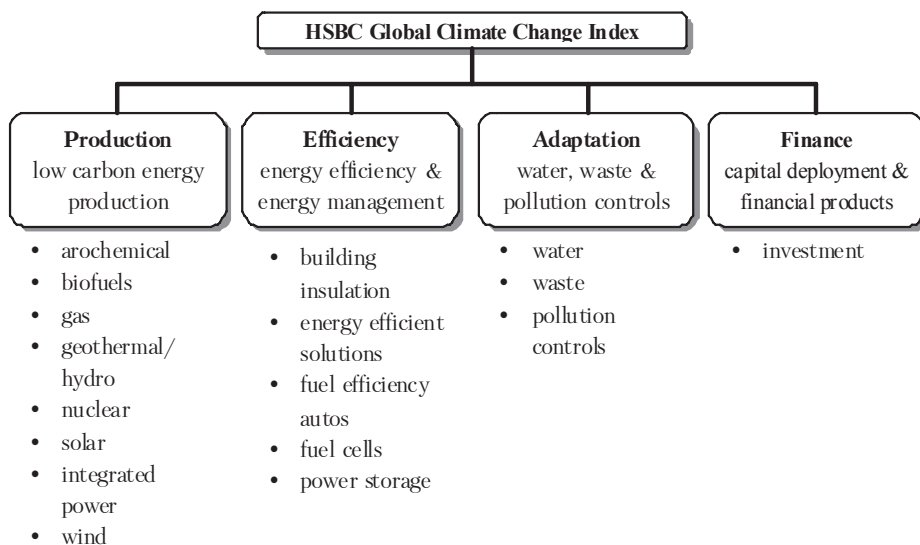 HSBC Global Climate Change Index
Production
low carbon energy
production
• arochemical
• biofuels
• gas
• geothermal/
hydro
• nuclear
• solar
• integrated
power
• wind
Efficiency
energy efficiency &
energy management
• building
insulation
• energy efficient
solutions
• fuel efficiency
autos
• fuel cells
• power storage
Adaptation
water, waste &
pollution controls
• water
• waste
• pollution
controls
Finance
capital deployment &
financial products
• investment